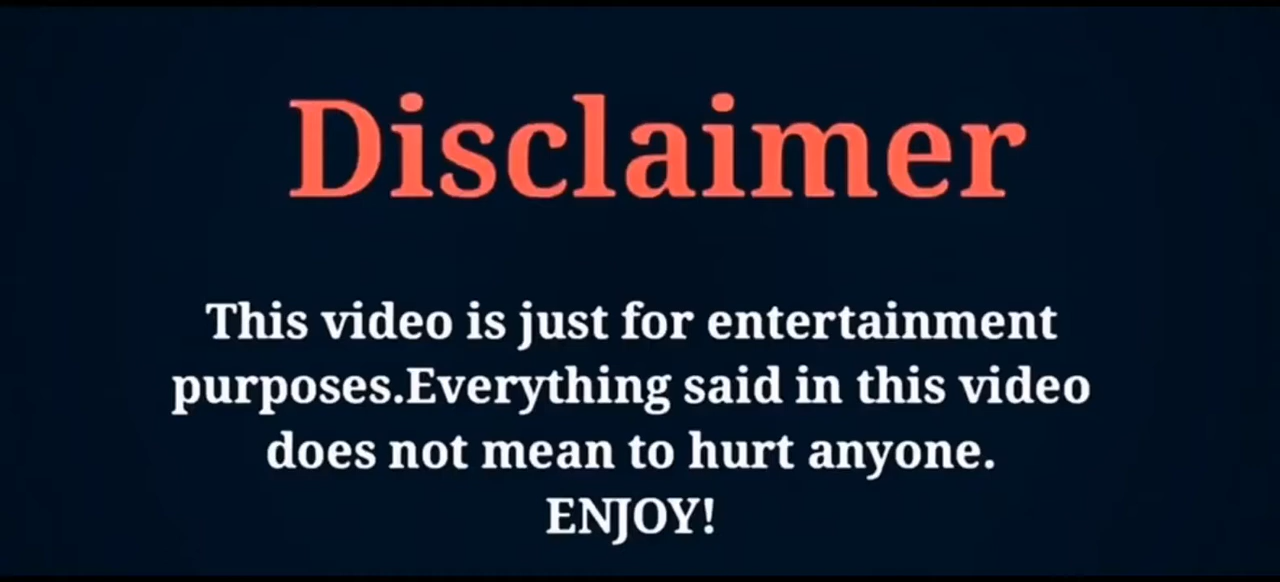 Disclaimer
This video is just for entertainment
purposes.Everything said in this video
does not mean to hurt anyone.
ENJOY!